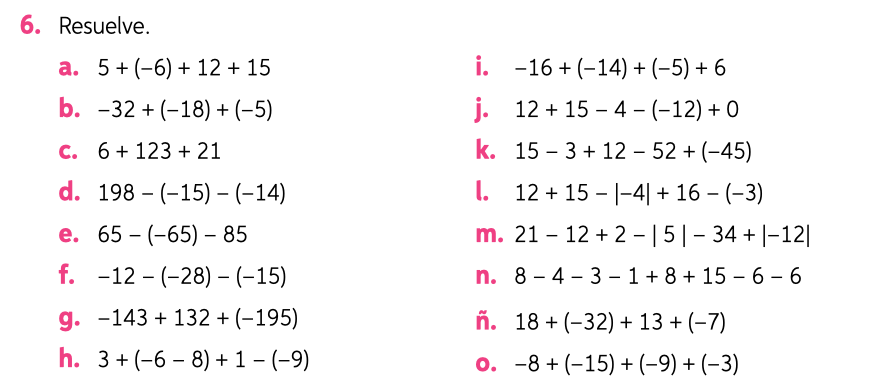 6. Resuelve.
a. 5 + (–6) + 12 + 15
b. –32 + (–18) + (–5)
c. 6 + 123 + 21
d. 198 – (–15) – (–14)
e. 65 – (–65) – 85
f. –12 – (–28) – (–15)
g. –143 + 132 + (–195)
h. 3 + (–6 – 8) + 1 – (–9)
i. –16 + (–14) + (–5) + 6
j. 12 + 15 – 4 – (–12) + 0
k. 15 – 3 + 12 – 52 + (–45)
l. 12 + 15 – |–4| + 16 – (–3)
m. 21 – 12 + 2 – | 5 | – 34 + |–12|
n. 8 – 4 – 3 – 1 + 8 + 15 – 6 – 6
ñ. 18 + (–32) + 13 + (–7)
o. –8 + (–15) + (–9) + (–3)